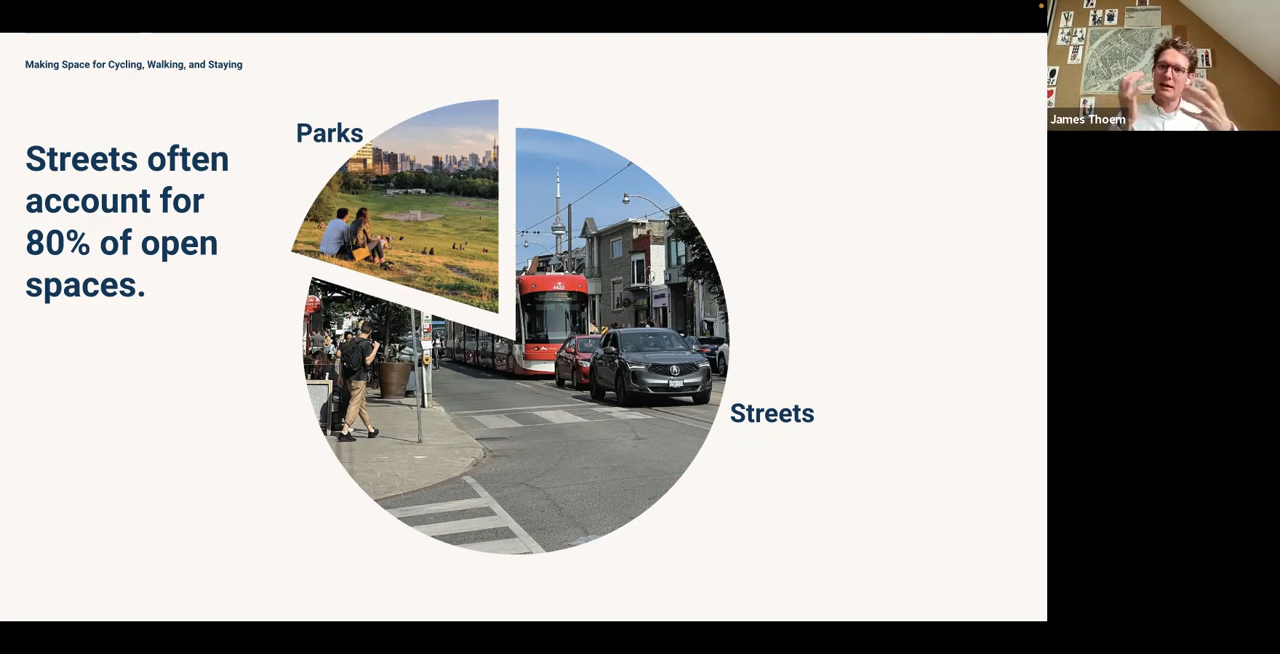 Making Space for Cycling, Walking, and Staying
Streets often
account for
80% of open
spaces.
Parks
Streets
4403
James Thoem